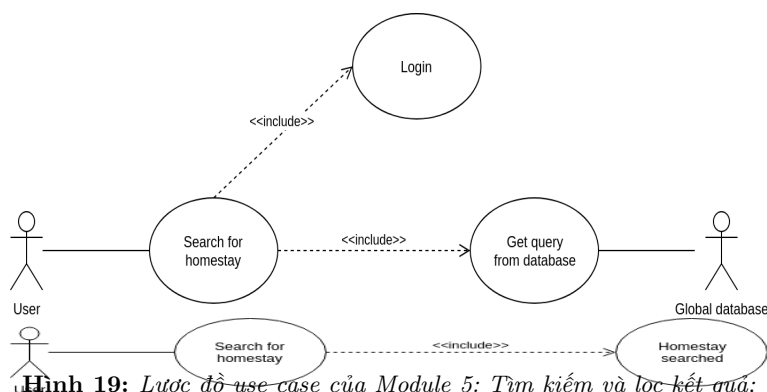 Login
<<include>>
Search for
homestay
<<include>>
Get query
from database
User
Global database
Search for
homestay
<<include>>
Homestay
searched
User
Hình 19: Lược đồ use case của Module 5: Tìm kiếm và lọc kết quả: